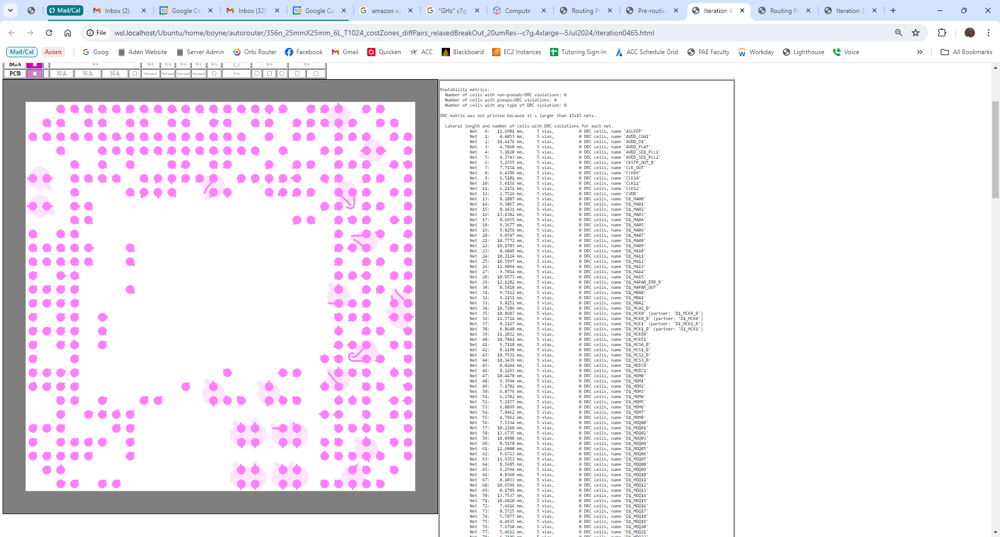 Mail/Cal
Inbox (2) -
Google Ca
Inbox (32)
Google Ca
amazon w
"GHz" c7g
Compute -
Routing P
Pre-routin
Iteration 4
Routing P
Iteration 3
File
wsl.localhost/Ubuntu/home/boyne/autorouter/356n_25mmX25mm_6L_T1024_costZones_diffPairs_relaxedBreakOut_20umRes--c7g.4xlarge--5Jul2024/iteration0465.html
Mail/Cal Acorn Goog Aden Website Server Admin Orbi Router Facebook Gmail Quicken ACC Blackboard EC2 Instances Tutoring Sign-In ACC Schedule Grid PAE Faculty Workday Lighthouse Voice All Bookmarks
BGA N/A N/A N/A N/A N/A N/A N/A N/A
PCB N/A N/A N/A Not used Not used Not used Not used N/A
Routability metrics:
Number of cells with non-pseudo-DRC violations: 0
Number of cells with pseudo-DRC violations: 0
Number of cells with any type of DRC violation: 0
DRC matrix was not printed because it's larger than 15x15 nets.
Lateral length and number of cells with DRC violations for each net:
Net 0: 11.6901 mm, 5 vias, 0 DRC cells, name 'ASLEEP'
Net 1: 4.4053 mm, 5 vias, 0 DRC cells, name 'AVDD_CGA1'
Net 2: 10.4176 mm, 5 vias, 0 DRC cells, name 'AVDD_D1'
Net 3: 4.7860 mm, 5 vias, 0 DRC cells, name 'AVDD_PLAT'
Net 4: 3.1820 mm, 5 vias, 0 DRC cells, name 'AVDD_SD1_PLL1'
Net 5: 4.3743 mm, 5 vias, 0 DRC cells, name 'AVDD_SD1_PLL2'
Net 6: 3.2555 mm, 5 vias, 0 DRC cells, name 'CKSTP_OUT_B'
Net 7: 7.7154 mm, 5 vias, 0 DRC cells, name 'CLK_OUT'
Net 8: 6.4396 mm, 5 vias, 0 DRC cells, name 'CLK09'
Net 9: 6.5101 mm, 5 vias, 0 DRC cells, name 'CLK10'
Net 10: 5.4156 mm, 5 vias, 0 DRC cells, name 'CLK11'
Net 11: 6.2151 mm, 5 vias, 0 DRC cells, name 'CLK12'
Net 12: 2.7516 mm, 5 vias, 0 DRC cells, name 'CVDD'
Net 13: 8.2887 mm, 5 vias, 0 DRC cells, name 'D1_MA00'
Net 14: 9.3067 mm, 5 vias, 0 DRC cells, name 'D1_MA01'
Net 15: 8.1431 mm, 5 vias, 0 DRC cells, name 'D1_MA02'
Net 16: 13.4302 mm, 5 vias, 0 DRC cells, name 'D1_MA03'
Net 17: 8.6655 mm, 5 vias, 0 DRC cells, name 'D1_MA04'
Net 18: 9.3677 mm, 5 vias, 0 DRC cells, name 'D1_MA05'
Net 19: 9.8256 mm, 5 vias, 0 DRC cells, name 'D1_MA06'
Net 20: 9.0747 mm, 5 vias, 0 DRC cells, name 'D1_MA07'
Net 21: 10.7772 mm, 5 vias, 0 DRC cells, name 'D1_MA08'
Net 22: 10.1703 mm, 5 vias, 0 DRC cells, name 'D1_MA09'
Net 23: 8.6049 mm, 5 vias, 0 DRC cells, name 'D1_MA10'
Net 24: 10.2124 mm, 5 vias, 0 DRC cells, name 'D1_MA11'
Net 25: 10.5997 mm, 5 vias, 0 DRC cells, name 'D1_MA12'
Net 26: 11.9094 mm, 5 vias, 0 DRC cells, name 'D1_MA13'
Net 27: 9.7014 mm, 5 vias, 0 DRC cells, name 'D1_MA14'
Net 28: 10.9573 mm, 5 vias, 0 DRC cells, name 'D1_MA15'
Net 29: 12.1282 mm, 5 vias, 0 DRC cells, name 'D1_MAPAR_ERR_B'
Net 30: 8.5818 mm, 5 vias, 0 DRC cells, name 'D1_MAPAR_OUT'
Net 31: 9.7112 mm, 5 vias, 0 DRC cells, name 'D1_MBA0'
Net 32: 9.2151 mm, 5 vias, 0 DRC cells, name 'D1_MBA1'
Net 33: 9.8252 mm, 5 vias, 0 DRC cells, name 'D1_MBA2'
Net 34: 10.7286 mm, 5 vias, 0 DRC cells, name 'D1_MCAS_B'
Net 35: 10.8687 mm, 5 vias, 0 DRC cells, name 'D1_MCK0' (partner: 'D1_MCK0_B')
Net 36: 11.5724 mm, 5 vias, 0 DRC cells, name 'D1_MCK0_B' (partner: 'D1_MCK0')
Net 37: 8.2167 mm, 5 vias, 0 DRC cells, name 'D1_MCK1' (partner: 'D1_MCK1_B')
Net 38: 8.8640 mm, 5 vias, 0 DRC cells, name 'D1_MCK1_B' (partner: 'D1_MCK1')
Net 39: 11.2032 mm, 5 vias, 0 DRC cells, name 'D1_MCKE0'
Net 40: 10.7841 mm, 5 vias, 0 DRC cells, name 'D1_MCKE1'
Net 41: 9.7118 mm, 5 vias, 0 DRC cells, name 'D1_MCS0_B'
Net 42: 8.1190 mm, 5 vias, 0 DRC cells, name 'D1_MCS1_B'
Net 43: 10.7931 mm, 5 vias, 0 DRC cells, name 'D1_MCS2_B'
Net 44: 10.3439 mm, 5 vias, 0 DRC cells, name 'D1_MCS3_B'
Net 45: 8.0244 mm, 5 vias, 0 DRC cells, name 'D1_MDIC0'
Net 46: 8.2293 mm, 5 vias, 0 DRC cells, name 'D1_MDIC1'
Net 47: 10.4478 mm, 5 vias, 0 DRC cells, name 'D1_MDM0'
Net 48: 9.3994 mm, 5 vias, 0 DRC cells, name 'D1_MDM1'
Net 49: 7.1702 mm, 5 vias, 0 DRC cells, name 'D1_MDM2'
Net 50: 6.8776 mm, 5 vias, 0 DRC cells, name 'D1_MDM3'
Net 51: 6.2782 mm, 5 vias, 0 DRC cells, name 'D1_MDM4'
Net 52: 5.2157 mm, 5 vias, 0 DRC cells, name 'D1_MDM5'
Net 53: 6.8899 mm, 5 vias, 0 DRC cells, name 'D1_MDM6'
Net 54: 7.8462 mm, 5 vias, 0 DRC cells, name 'D1_MDM7'
Net 55: 4.7962 mm, 5 vias, 0 DRC cells, name 'D1_MDM8'
Net 56: 7.5334 mm, 5 vias, 0 DRC cells, name 'D1_MDQ00'
Net 57: 10.2260 mm, 5 vias, 0 DRC cells, name 'D1_MDQ01'
Net 58: 13.6735 mm, 5 vias, 0 DRC cells, name 'D1_MDQ02'
Net 59: 10.0988 mm, 5 vias, 0 DRC cells, name 'D1_MDQ03'
Net 60: 8.5158 mm, 5 vias, 0 DRC cells, name 'D1_MDQ04'
Net 61: 12.6800 mm, 5 vias, 0 DRC cells, name 'D1_MDQ05'
Net 62: 9.6723 mm, 5 vias, 0 DRC cells, name 'D1_MDQ06'
Net 63: 11.9353 mm, 5 vias, 0 DRC cells, name 'D1_MDQ07'
Net 64: 8.5685 mm, 5 vias, 0 DRC cells, name 'D1_MDQ08'
Net 65: 9.2594 mm, 5 vias, 0 DRC cells, name 'D1_MDQ09'
Net 66: 8.8360 mm, 5 vias, 0 DRC cells, name 'D1_MDQ10'
Net 67: 8.1033 mm, 5 vias, 0 DRC cells, name 'D1_MDQ11'
Net 68: 10.6596 mm, 5 vias, 0 DRC cells, name 'D1_MDQ12'
Net 69: 8.1789 mm, 5 vias, 0 DRC cells, name 'D1_MDQ13'
Net 70: 13.7537 mm, 5 vias, 0 DRC cells, name 'D1_MDQ14'
Net 71: 10.6820 mm, 5 vias, 0 DRC cells, name 'D1_MDQ15'
Net 72: 7.6616 mm, 5 vias, 0 DRC cells, name 'D1_MDQ16'
Net 73: 8.5725 mm, 5 vias, 0 DRC cells, name 'D1_MDQ17'
Net 74: 5.7877 mm, 5 vias, 0 DRC cells, name 'D1_MDQ18'
Net 75: 4.4935 mm, 5 vias, 0 DRC cells, name 'D1_MDQ19'
Net 76: 7.6760 mm, 5 vias, 0 DRC cells, name 'D1_MDQ20'
Net 77: 5.4612 mm, 5 vias, 0 DRC cells, name 'D1_MDQ21'